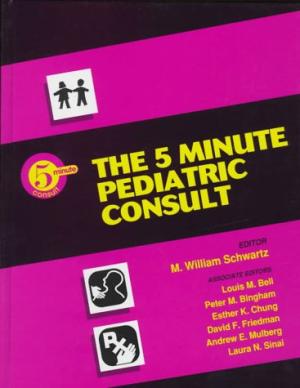 5
minute
consult
THE 5 MINUTE
PEDIATRIC
CONSULT
EDITOR
M. William Schwartz
ASSOCIATE EDITORS
Louis M. Bell
Peter M. Bingham
Esther K. Chung
David F. Friedman
Andrew E. Mulberg
Laura N. Sinai